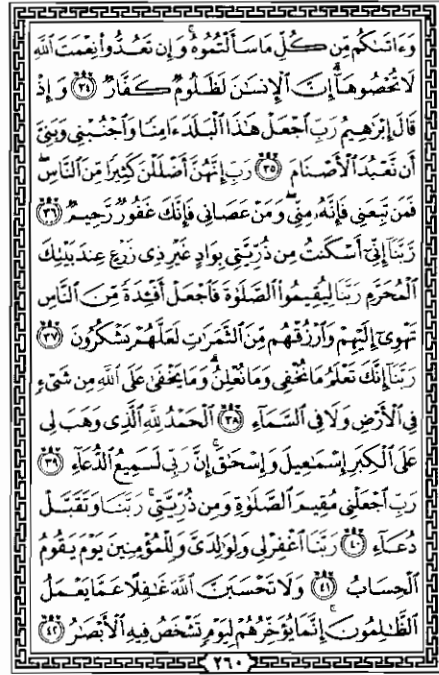 وَءَاتَىٰكُم مِّن كُلِّ مَا سَأَلْتُمُوهُۚ وَإِن تَعُدُّوا۟ نِعْمَتَ ٱللَّهِ
لَا تُحْصُوهَآۗ إِنَّ ٱلْإِنسَٰنَ لَظَلُومٌ كَفَّارٌ ٣٤ وَإِذْ
قَالَ إِبْرَٰهِيمُ رَبِّ ٱجْعَلْ هَٰذَا ٱلْبَلَدَ ءَامِنًا وَٱجْنُبْنِى وَبَنِىَّ
أَن نَّعْبُدَ ٱلْأَصْنَامَ ٣٥ رَبِّ إِنَّهُنَّ أَضْلَلْنَ كَثِيرًا مِّنَ ٱلنَّاسِۖ
فَمَن تَبِعَنِى فَإِنَّهُۥ مِنِّىۖ وَمَنْ عَصَانِى فَإِنَّكَ غَفُورٌ رَّحِيمٌ ٣٦
رَّبَّنَآ إِنِّىٓ أَسْكَنتُ مِن ذُرِّيَّتِى بِوَادٍ غَيْرِ ذِى زَرْعٍ عِندَ بَيْتِكَ
ٱلْمُحَرَّمِ رَبَّنَا لِيُقِيمُوا۟ ٱلصَّلَوٰةَ فَٱجْعَلْ أَفْـِٔدَةً مِّنَ ٱلنَّاسِ
تَهْوِىٓ إِلَيْهِمْ وَٱرْزُقْهُم مِّنَ ٱلثَّمَرَٰتِ لَعَلَّهُمْ يَشْكُرُونَ ٣٧
رَبَّنَآ إِنَّكَ تَعْلَمُ مَا نُخْفِى وَمَا نُعْلِنُۗ وَمَا يَخْفَىٰ عَلَى ٱللَّهِ مِن شَىْءٍ
فِى ٱلْأَرْضِ وَلَا فِى ٱلسَّمَآءِ ٣٨ ٱلْحَمْدُ لِلَّهِ ٱلَّذِى وَهَبَ لِى
عَلَى ٱلْكِبَرِ إِسْمَٰعِيلَ وَإِسْحَٰقَۚ إِنَّ رَبِّى لَسَمِيعُ ٱلدُّعَآءِ ٣٩
رَبِّ ٱجْعَلْنِى مُقِيمَ ٱلصَّلَوٰةِ وَمِن ذُرِّيَّتِىۚ رَبَّنَا وَتَقَبَّلْ
دُعَآءِ ٤٠ رَبَّنَا ٱغْفِرْ لِى وَلِوَٰلِدَىَّ وَلِلْمُؤْمِنِينَ يَوْمَ يَقُومُ
ٱلْحِسَابُ ٤١ وَلَا تَحْسَبَنَّ ٱللَّهَ غَٰفِلًا عَمَّا يَعْمَلُ
ٱلظَّٰلِمُونَۚ إِنَّمَا يُؤَخِّرُهُمْ لِيَوْمٍ تَشْخَصُ فِيهِ ٱلْأَبْصَٰرُ ٤٢
٢٦٠